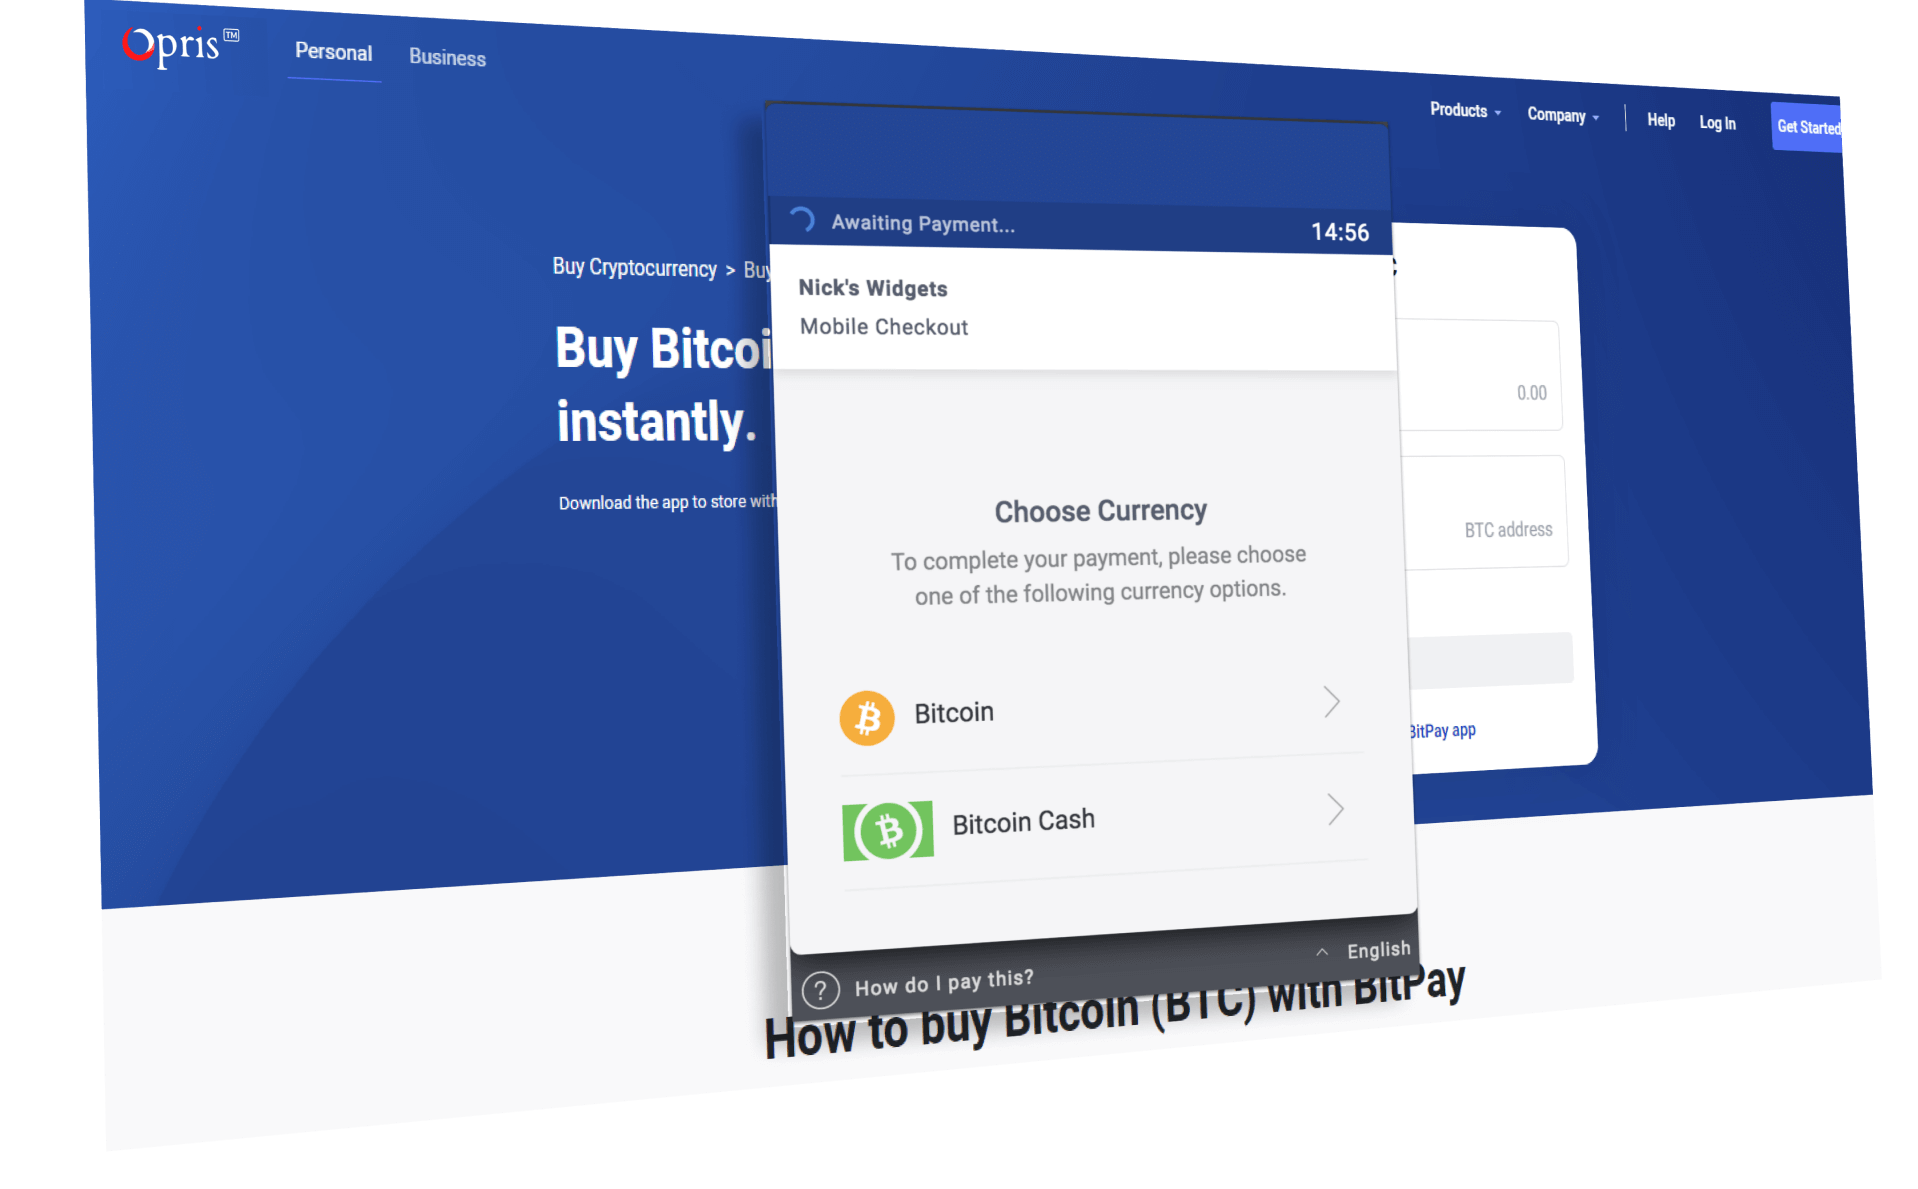 Opris TM
Personal
Business
Products
Company
Help
Log In
Get Started
Buy Cryptocurrency >
Buy
instantly.
Download the app to store with
Awaiting Payment...
14:56
Nick's Widgets
Mobile Checkout
Choose Currency
To complete your payment, please choose
one of the following currency options.
Bitcoin
Bitcoin Cash
How do I pay this?
English
0.00
BTC address
BitPay app
How to buy Bitcoin (BTC) with BitPay